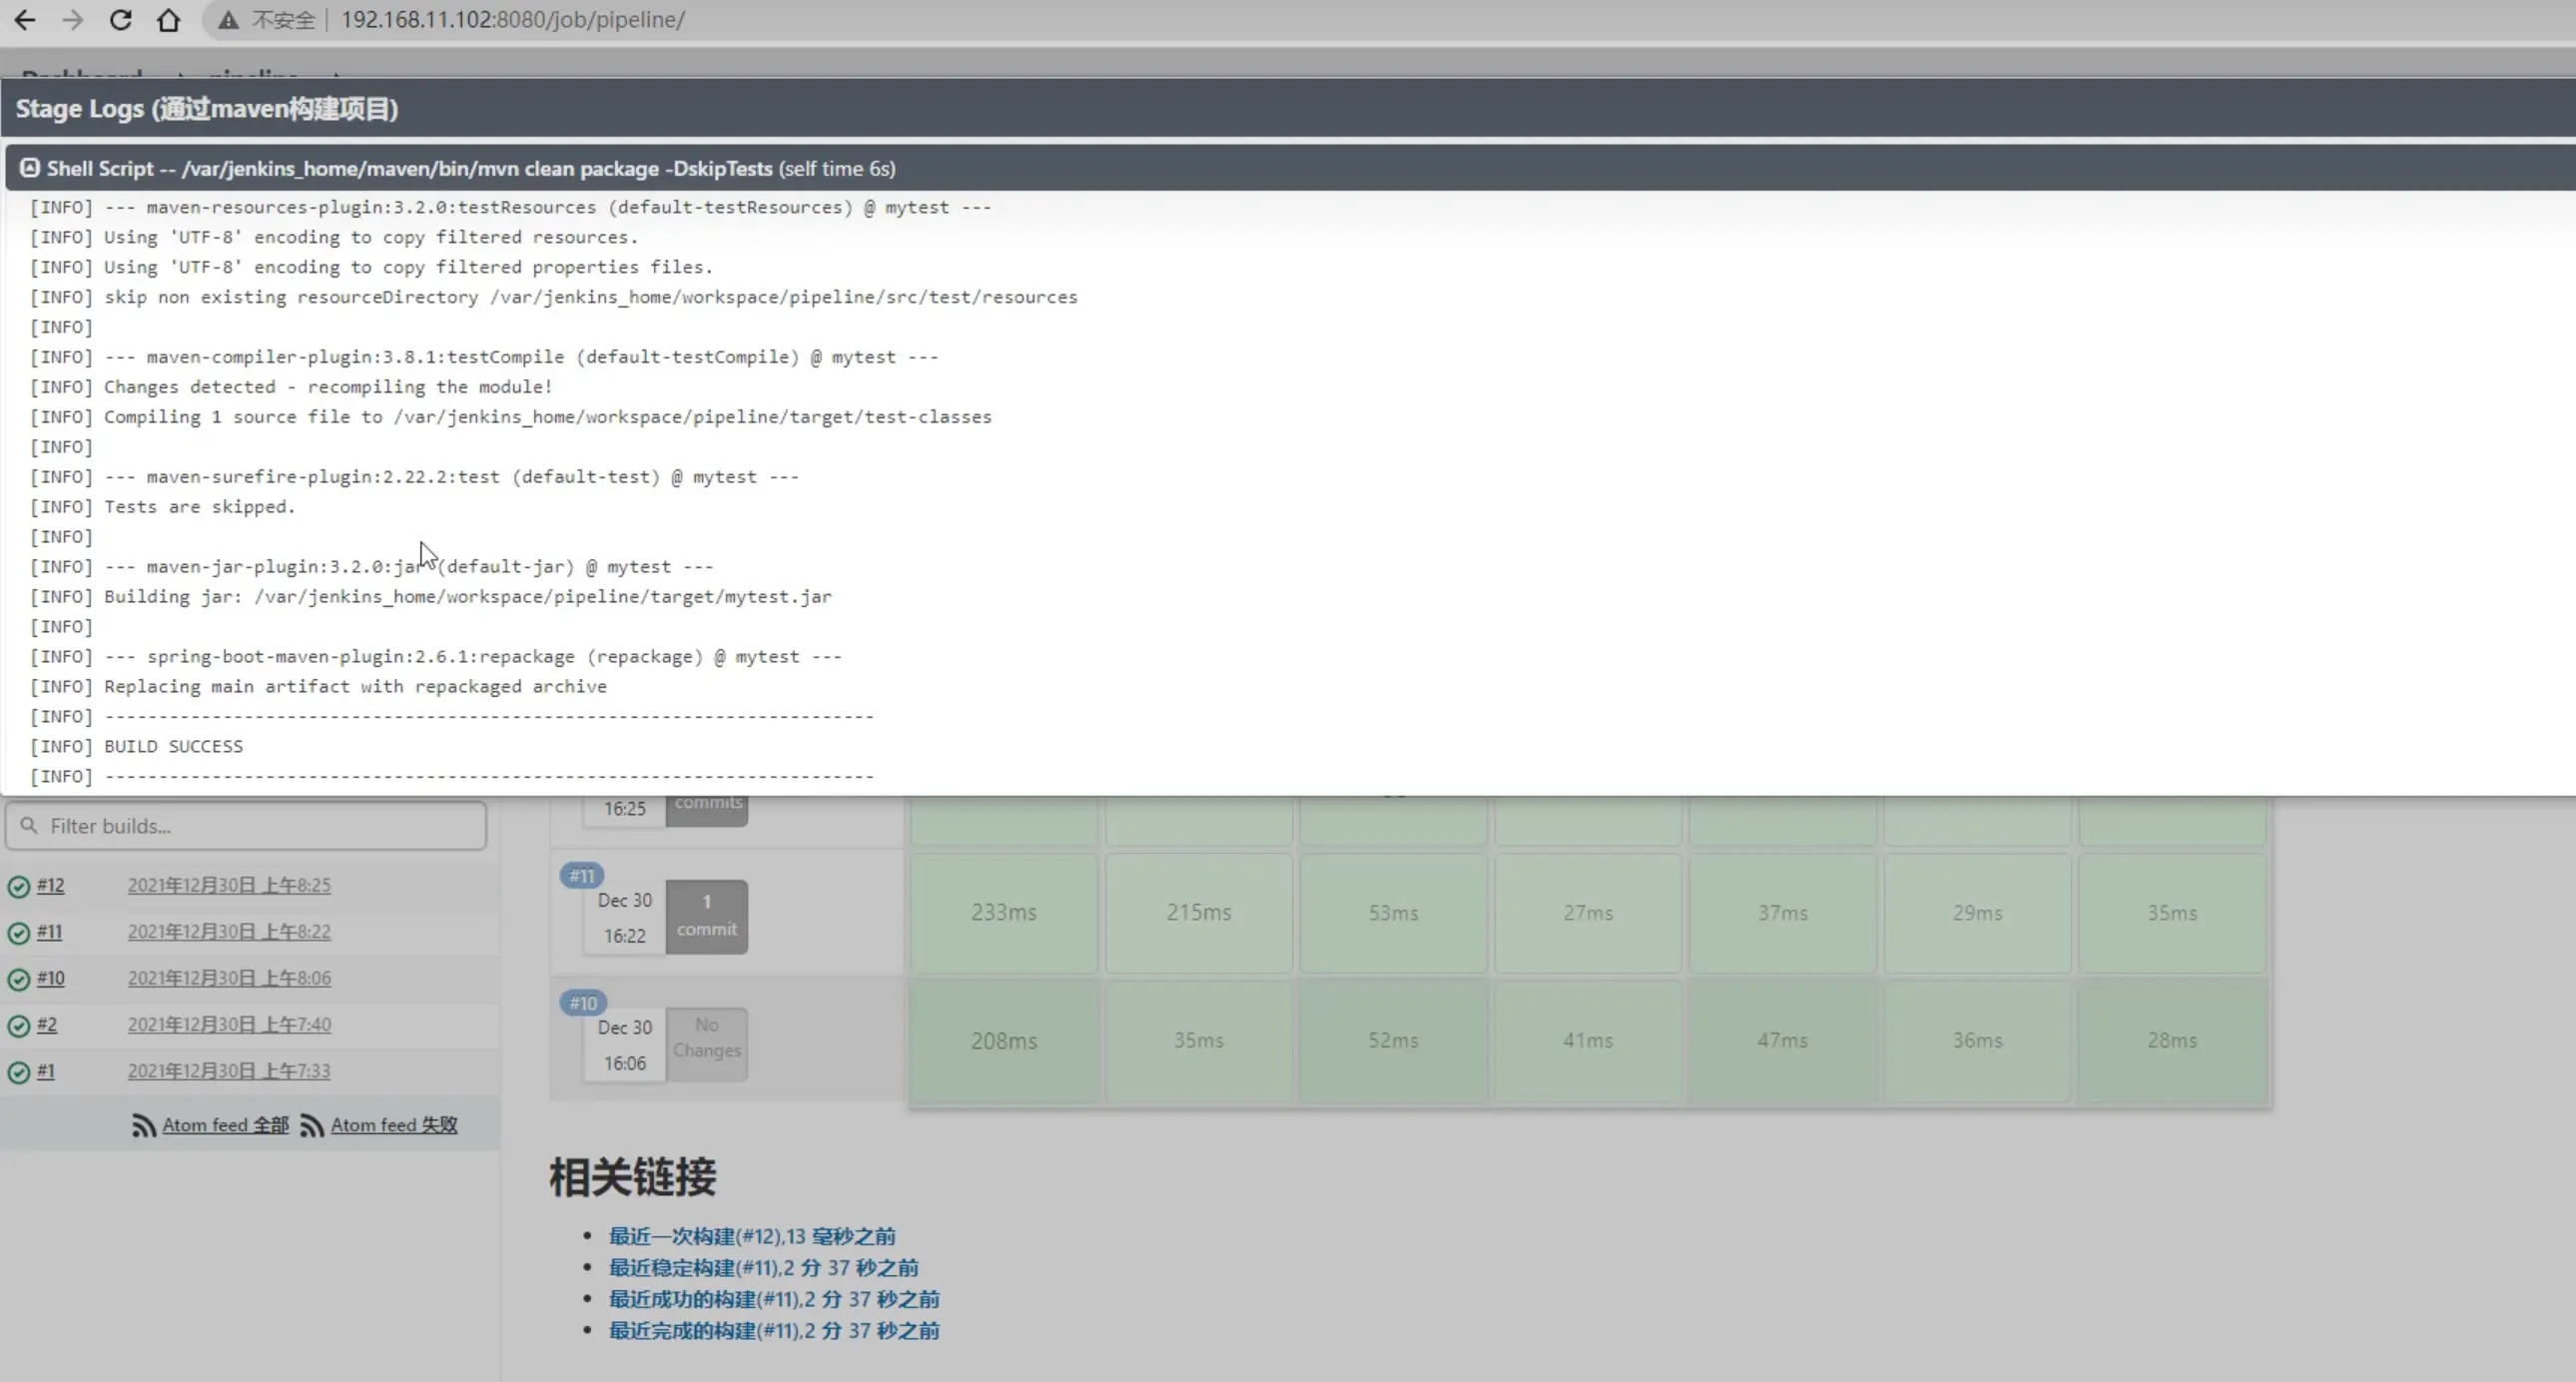 不安全 | 192.168.11.102:8080/job/pipeline/
Stage Logs (通过maven构建项目)
Shell Script -- /var/jenkins_home/maven/bin/mvn clean package -DskipTests (self time 6s)
[INFO] --- maven-resources-plugin:3.2.0:testResources (default-testResources) @ mytest ---
[INFO] Using 'UTF-8' encoding to copy filtered resources.
[INFO] Using 'UTF-8' encoding to copy filtered properties files.
[INFO] skip non existing resourceDirectory /var/jenkins_home/workspace/pipeline/src/test/resources
[INFO]
[INFO] --- maven-compiler-plugin:3.8.1:testCompile (default-testCompile) @ mytest ---
[INFO] Changes detected - recompiling the module!
[INFO] Compiling 1 source file to /var/jenkins_home/workspace/pipeline/target/test-classes
[INFO]
[INFO] --- maven-surefire-plugin:2.22.2:test (default-test) @ mytest ---
[INFO] Tests are skipped.
[INFO]
[INFO] --- maven-jar-plugin:3.2.0:jar (default-jar) @ mytest ---
[INFO] Building jar: /var/jenkins_home/workspace/pipeline/target/mytest.jar
[INFO]
[INFO] --- spring-boot-maven-plugin:2.6.1:repackage (repackage) @ mytest ---
[INFO] Replacing main artifact with repackaged archive
[INFO] ------------------------------------------------------------------------
[INFO] BUILD SUCCESS
[INFO] ------------------------------------------------------------------------
Filter builds...
#12 2021年12月30日 上午8:25
#11 2021年12月30日 上午8:22
#10 2021年12月30日 上午8:06
#2 2021年12月30日 上午7:40
#1 2021年12月30日 上午7:33
Atom feed 全部 Atom feed 失败
16:25 commits
#11
Dec 30
16:22
1
commit
233ms 215ms 53ms 27ms 37ms 29ms 35ms
#10
Dec 30
16:06
No
Changes
208ms 35ms 52ms 41ms 47ms 36ms 28ms
相关链接
最近一次构建(#12),13 毫秒之前
最近稳定构建(#11),2 分 37 秒之前
最近成功的构建(#11),2 分 37 秒之前
最近完成的构建(#11),2 分 37 秒之前